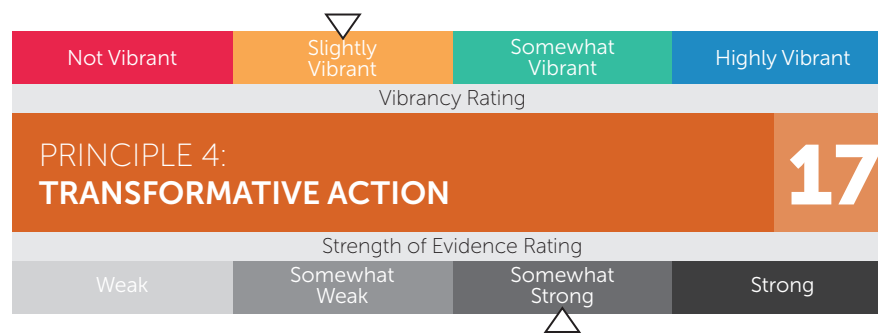 Not Vibrant
Slightly
Vibrant
Somewhat
Vibrant
Highly Vibrant
Vibrancy Rating
PRINCIPLE 4:
TRANSFORMATIVE ACTION
17
Strength of Evidence Rating
Weak
Somewhat
Weak
Somewhat
Strong
Strong